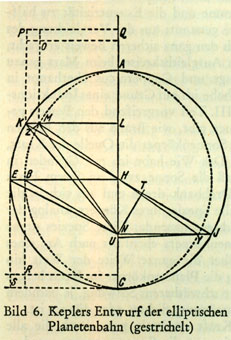 P
Q
O
A
K
M
L
E
B
H
T
U
N
V
J
R
S
C
Bild 6. Keplers Entwurf der elliptischen
Planetenbahn (gestrichelt)